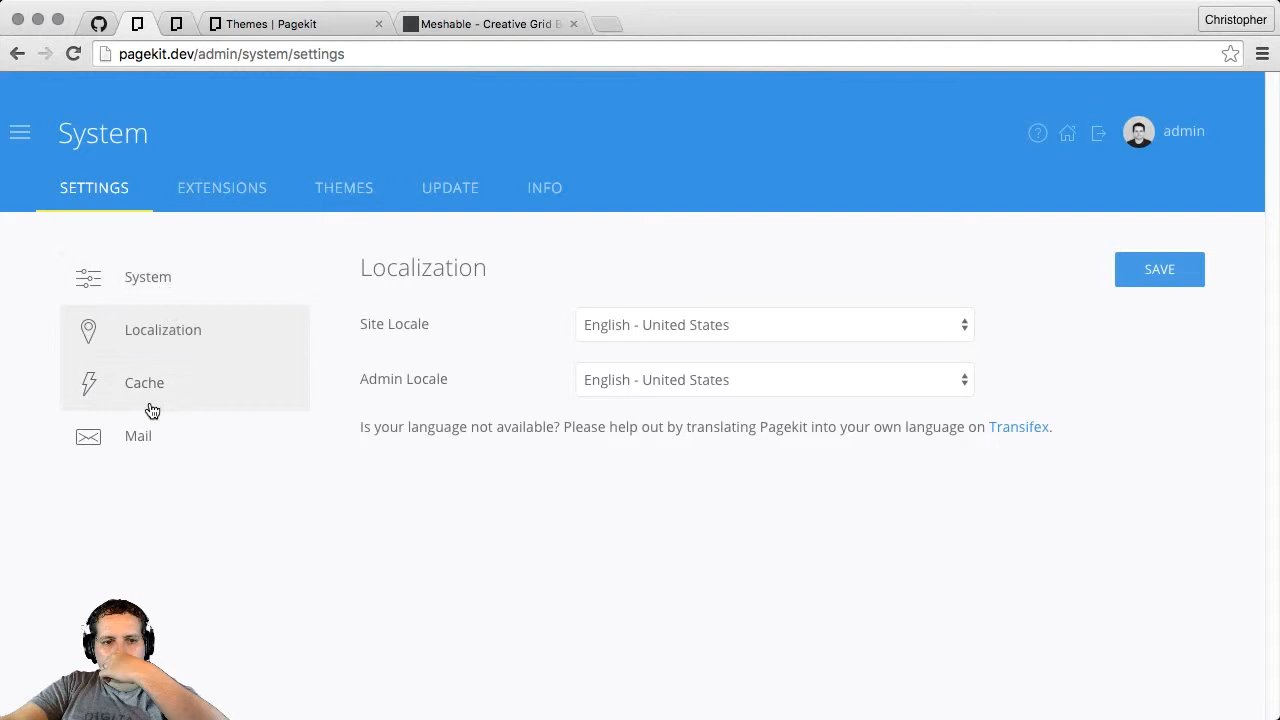 Themes | Pagekit
Meshable - Creative Grid B
Christopher
pagekit.dev/admin/system/settings
System
admin
SETTINGS
EXTENSIONS
THEMES
UPDATE
INFO
System
Localization
Cache
Mail
Localization
SAVE
Site Locale
English - United States
Admin Locale
English - United States
Is your language not available? Please help out by translating Pagekit into your own language on Transifex.